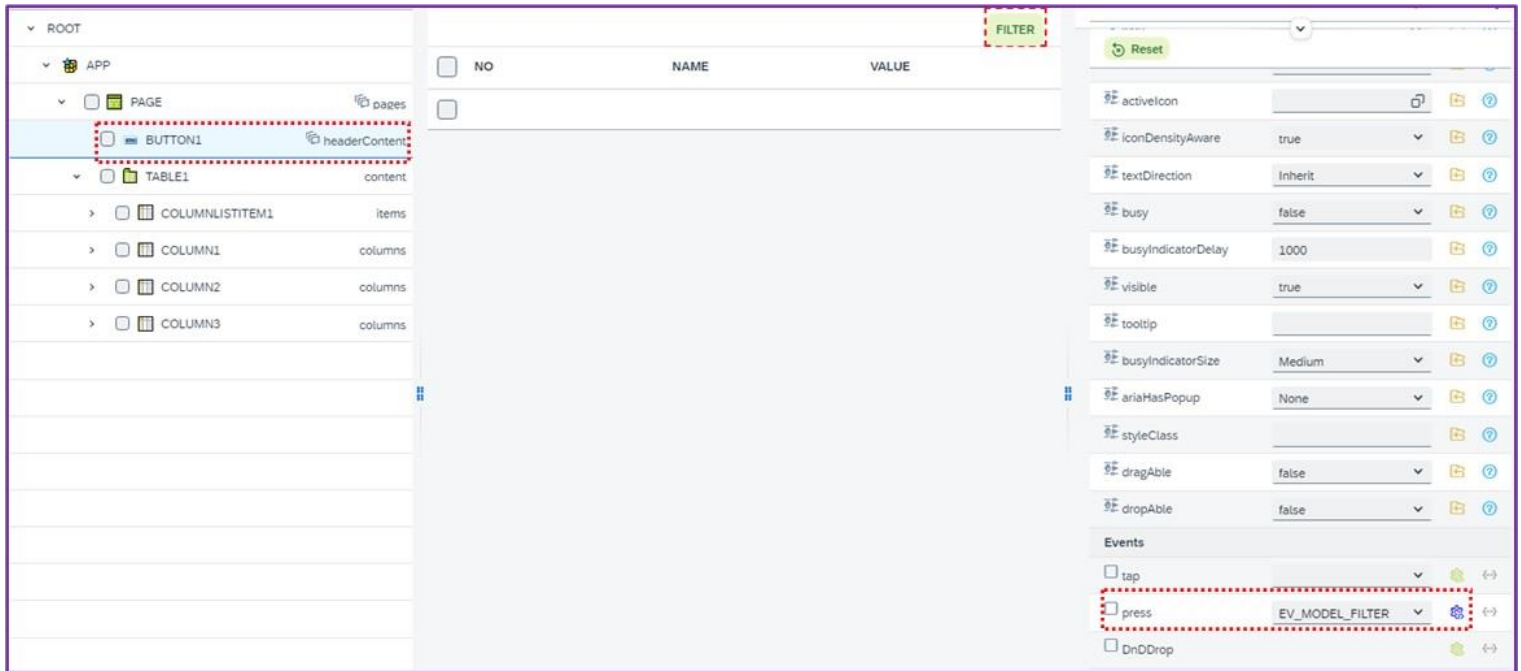 ROOT
APP
PAGE pages
BUTTON1 headerContent
TABLE1 content
COLUMNLISTITEM1 items
COLUMN1 columns
COLUMN2 columns
COLUMN3 columns
FILTER
NO NAME VALUE
Reset
activeIcon
iconDensityAware true
textDirection Inherit
busy false
busyIndicatorDelay 1000
visible true
tooltip
busyIndicatorSize Medium
ariaHasPopup None
styleClass
dragAble false
dropAble false
Events
tap
press EV_MODEL_FILTER
DnDDrop